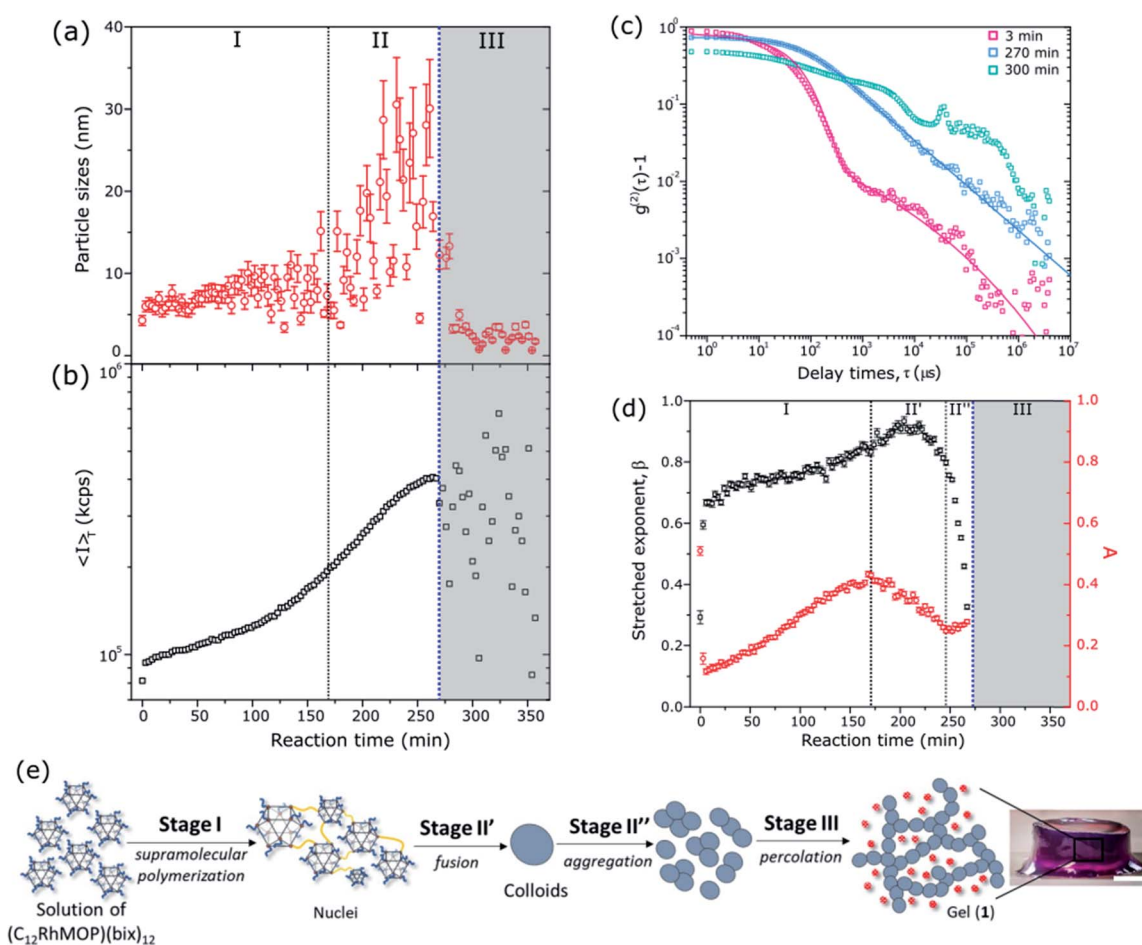 (a)
I
II
III
Particle sizes (nm)
40
30
20
10
0
(b)
<I>τ (kcps)
10⁶
10⁵
0
50
100
150
200
250
300
350
Reaction time (min)
(c)
3 min
270 min
300 min
g⁽²⁾(τ)-1
10⁰
10⁻¹
10⁻²
10⁻³
10⁻⁴
10⁰
10¹
10²
10³
10⁴
10⁵
10⁶
10⁷
Delay times, τ (μs)
(d)
I
II'
II''
III
Stretched exponent, β
1.0
0.8
0.6
0.4
0.2
0.0
1.0
0.8
0.6
0.4
0.2
0.0
A
0
50
100
150
200
250
300
350
Reaction time (min)
(e)
Solution of
(C₁₂RhMOP)(bix)₁₂
Stage I
supramolecular
polymerization
Nuclei
Stage II'
fusion
Colloids
Stage II''
aggregation
Stage III
percolation
Gel (1)